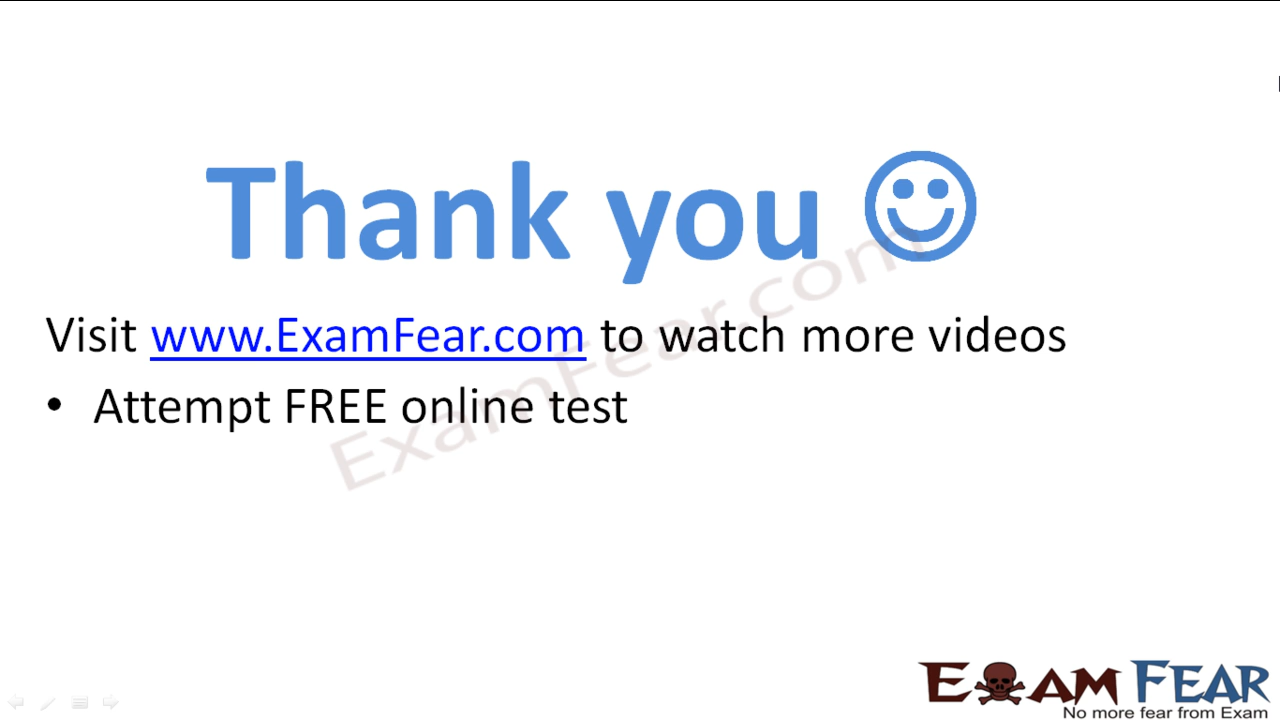 Thank you ☺
Visit www.ExamFear.com to watch more videos
• Attempt FREE online test
ExamFear.com
EXAM FEAR
No more fear from Exam